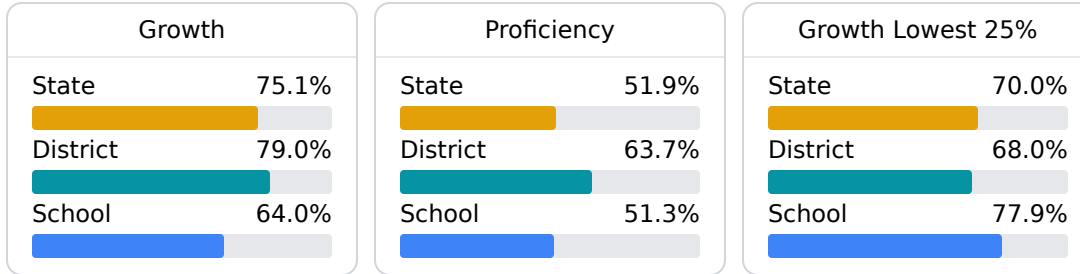 Growth
State 75.1%
District 79.0%
School 64.0%
Proficiency
State 51.9%
District 63.7%
School 51.3%
Growth Lowest 25%
State 70.0%
District 68.0%
School 77.9%